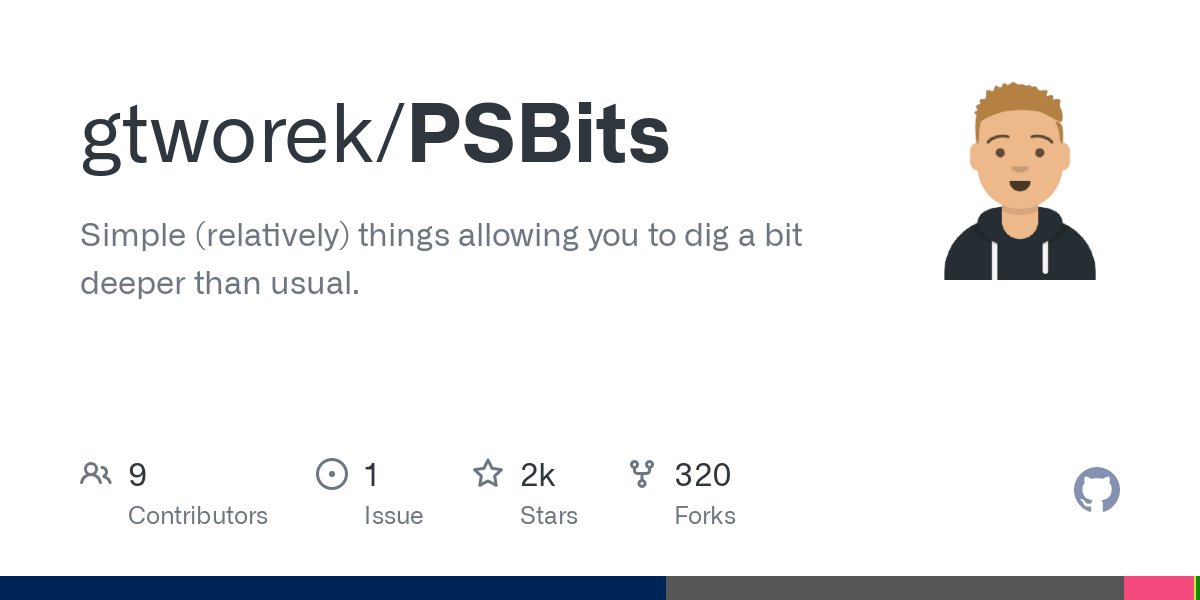 gtworek/PSBits
Simple (relatively) things allowing you to dig a bit
deeper than usual.
9
Contributors
1
Issue
2k
Stars
320
Forks